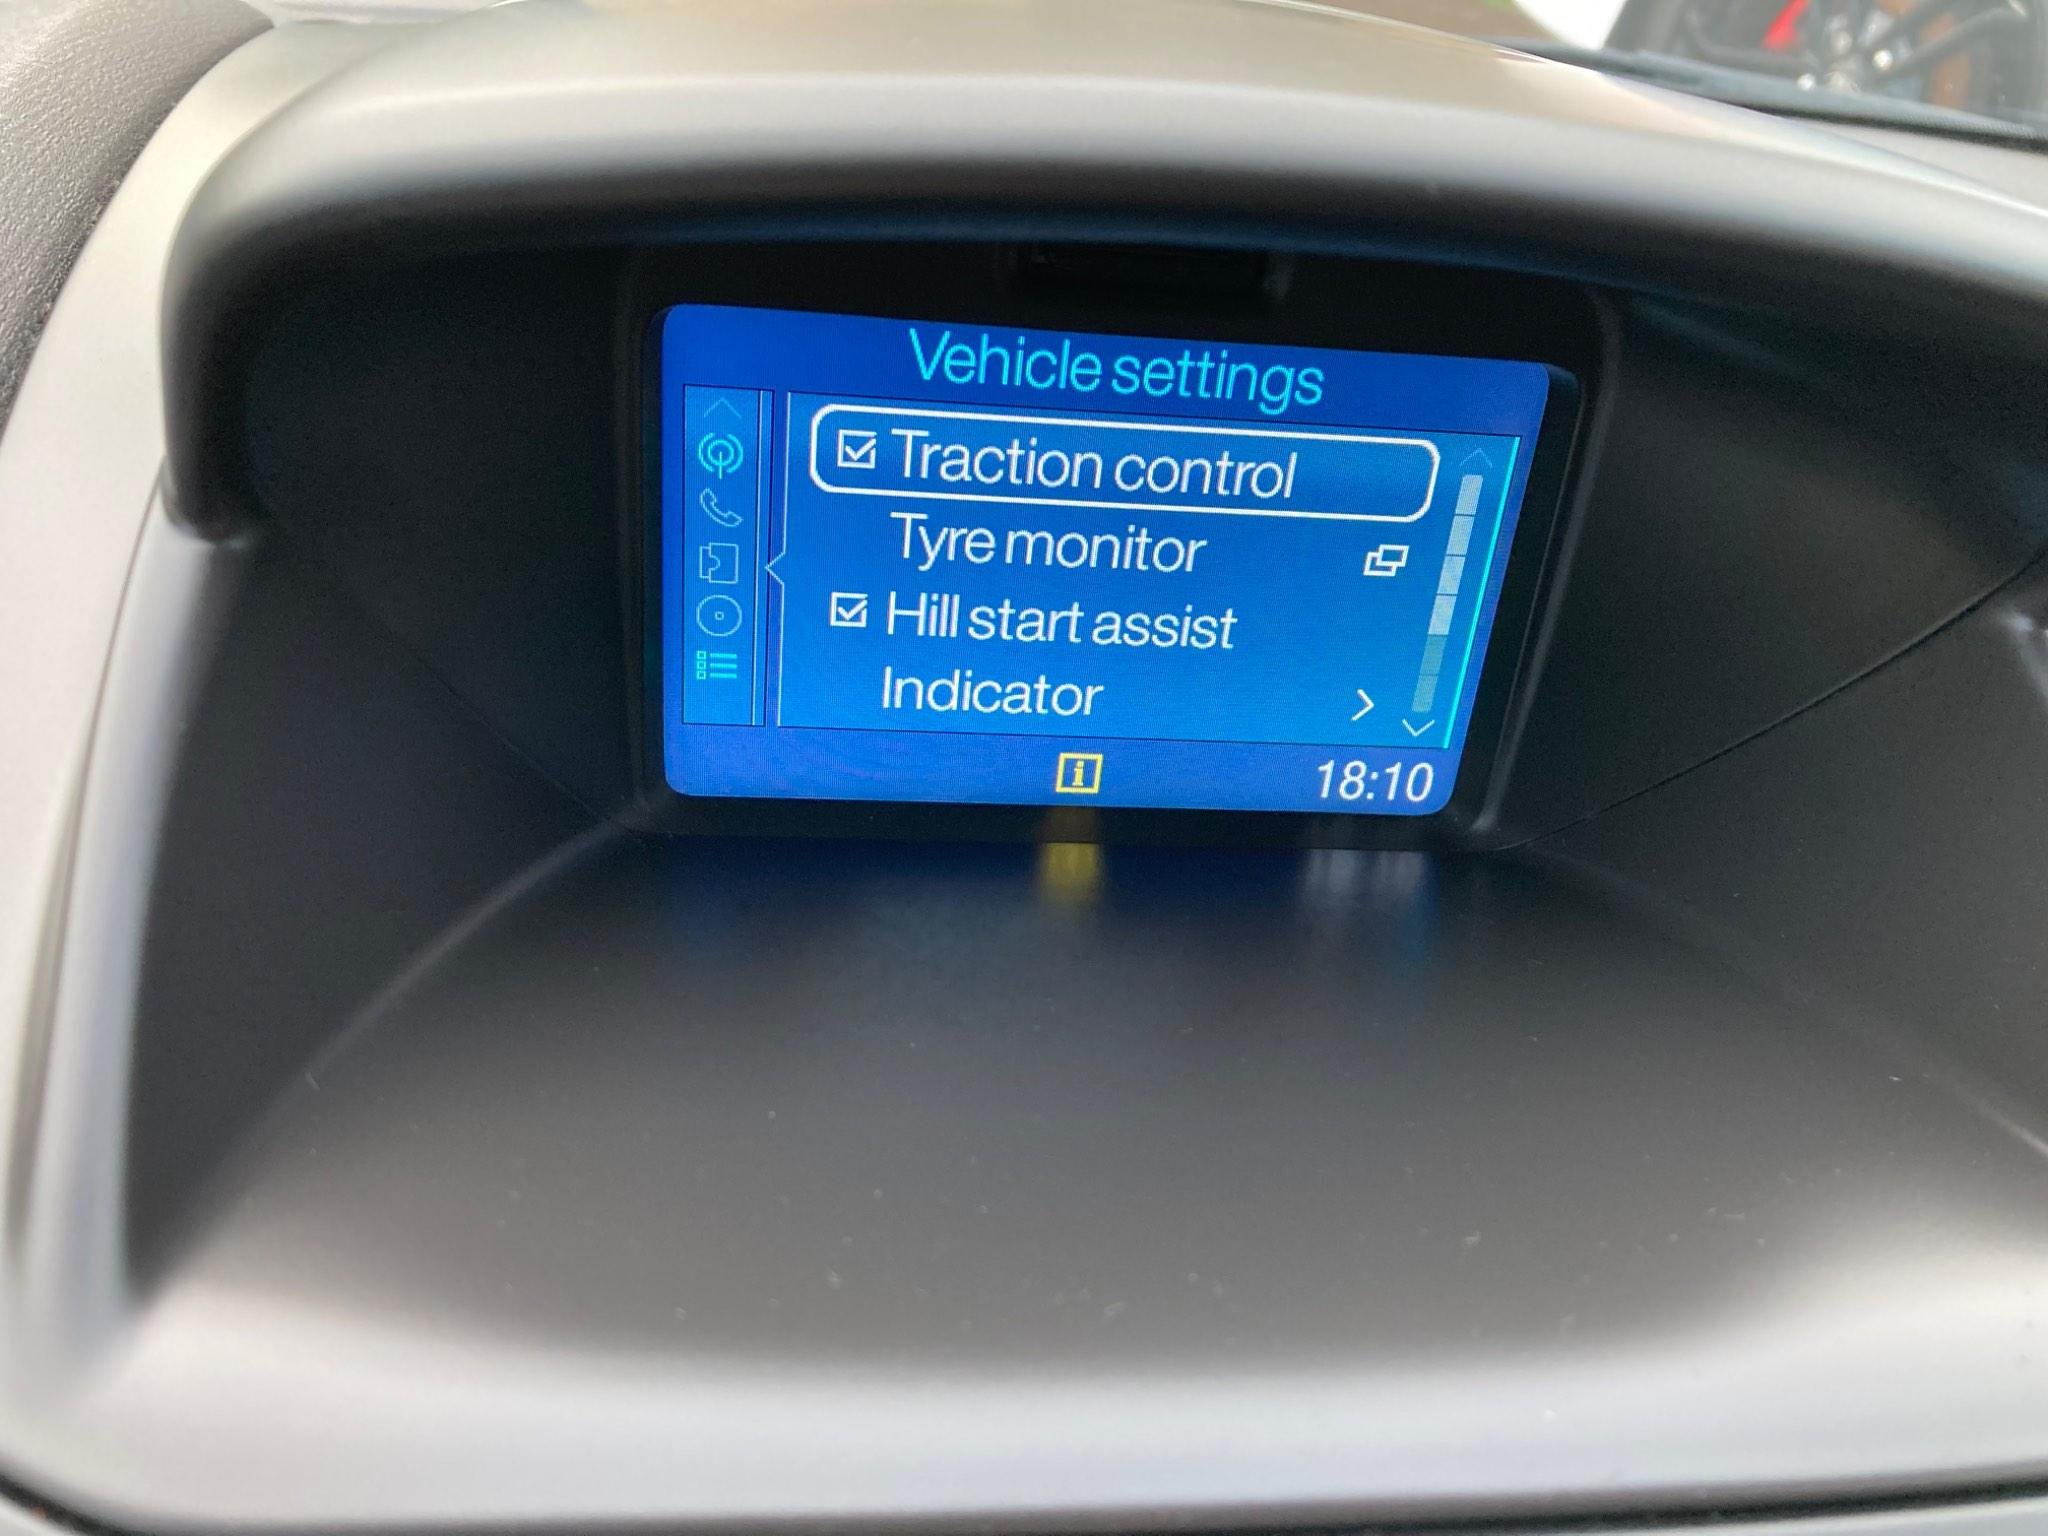 Vehicle settings
Traction control
Tyre monitor
Hill start assist
Indicator
i 18:10